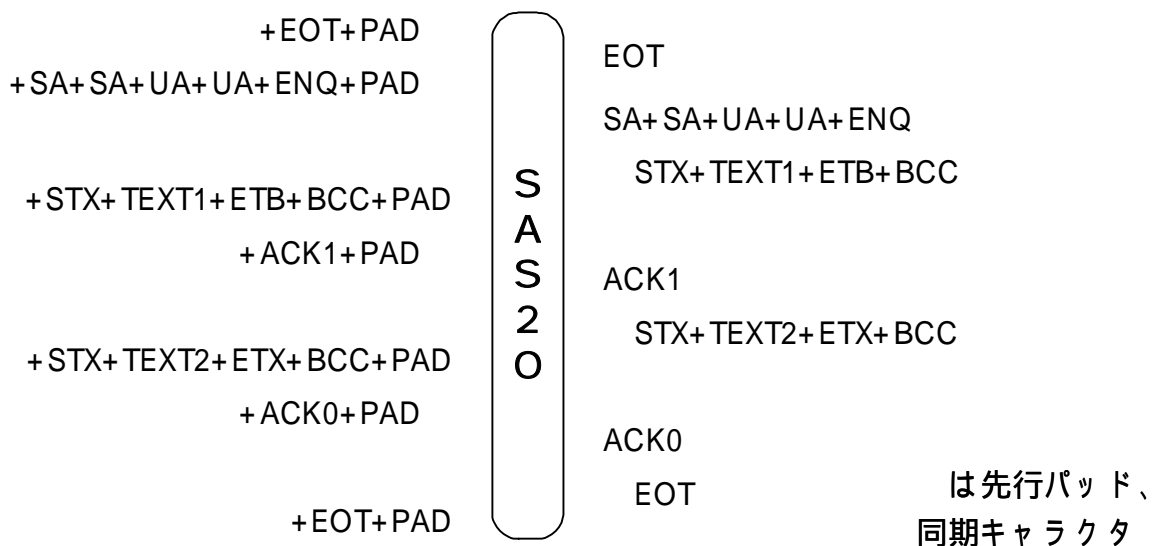 +EOT+PAD
+SA+SA+UA+UA+ENQ+PAD
+STX+TEXT1+ETB+BCC+PAD
+ACK1+PAD
+STX+TEXT2+ETX+BCC+PAD
+ACK0+PAD
+EOT+PAD
SAS20
EOT
SA+SA+UA+UA+ENQ
STX+TEXT1+ETB+BCC
ACK1
STX+TEXT2+ETX+BCC
ACK0
EOT
は先行パッド、
同期キャラクタ